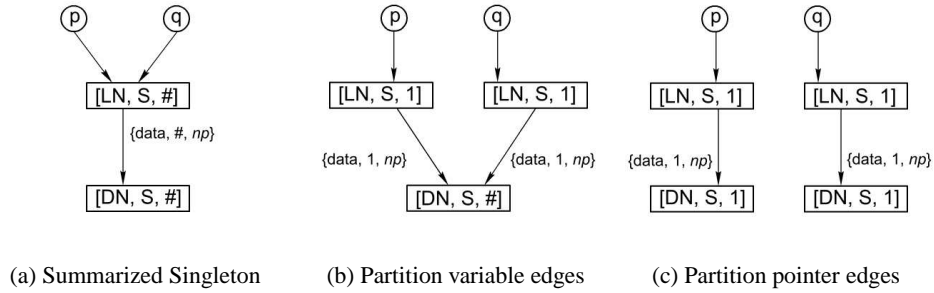 p q p q p q
[LN, S, #] [LN, S, 1] [LN, S, 1] [LN, S, 1] [LN, S, 1]
{data, #, np}
{data, 1, np} {data, 1, np} {data, 1, np} {data, 1, np}
[DN, S, #] [DN, S, #] [DN, S, 1] [DN, S, 1]
(a) Summarized Singleton (b) Partition variable edges (c) Partition pointer edges